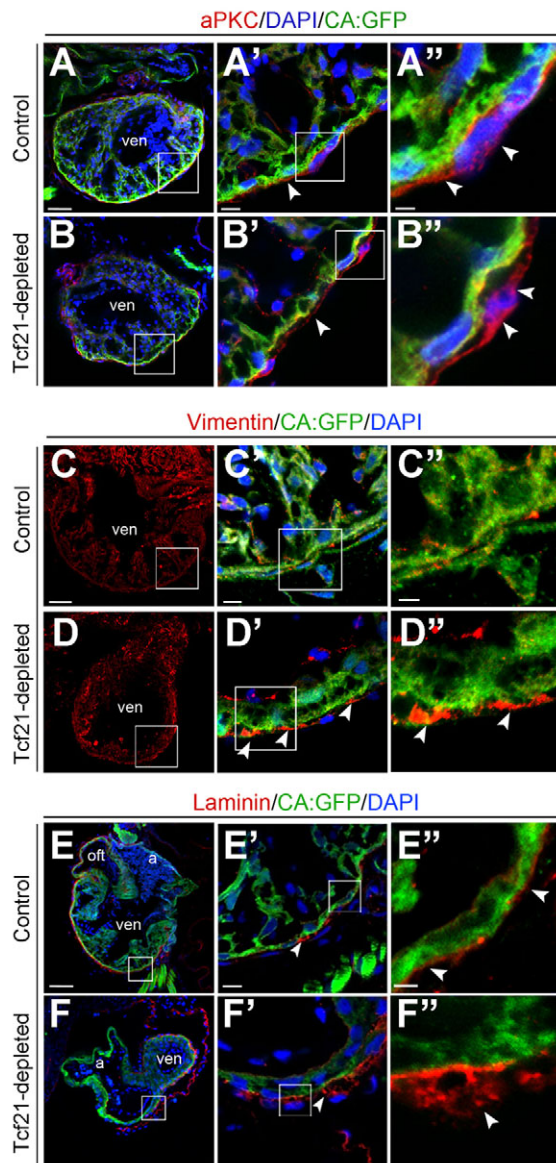 aPKC/DAPI/CA:GFP
Control
A
ven
A'
A"
Tcf21-depleted
B
ven
B'
B"
Vimentin/CA:GFP/DAPI
Control
C
ven
C'
C"
Tcf21-depleted
D
ven
D'
D"
Laminin/CA:GFP/DAPI
Control
E
oft
a
ven
E'
E"
Tcf21-depleted
F
a
ven
F'
F"